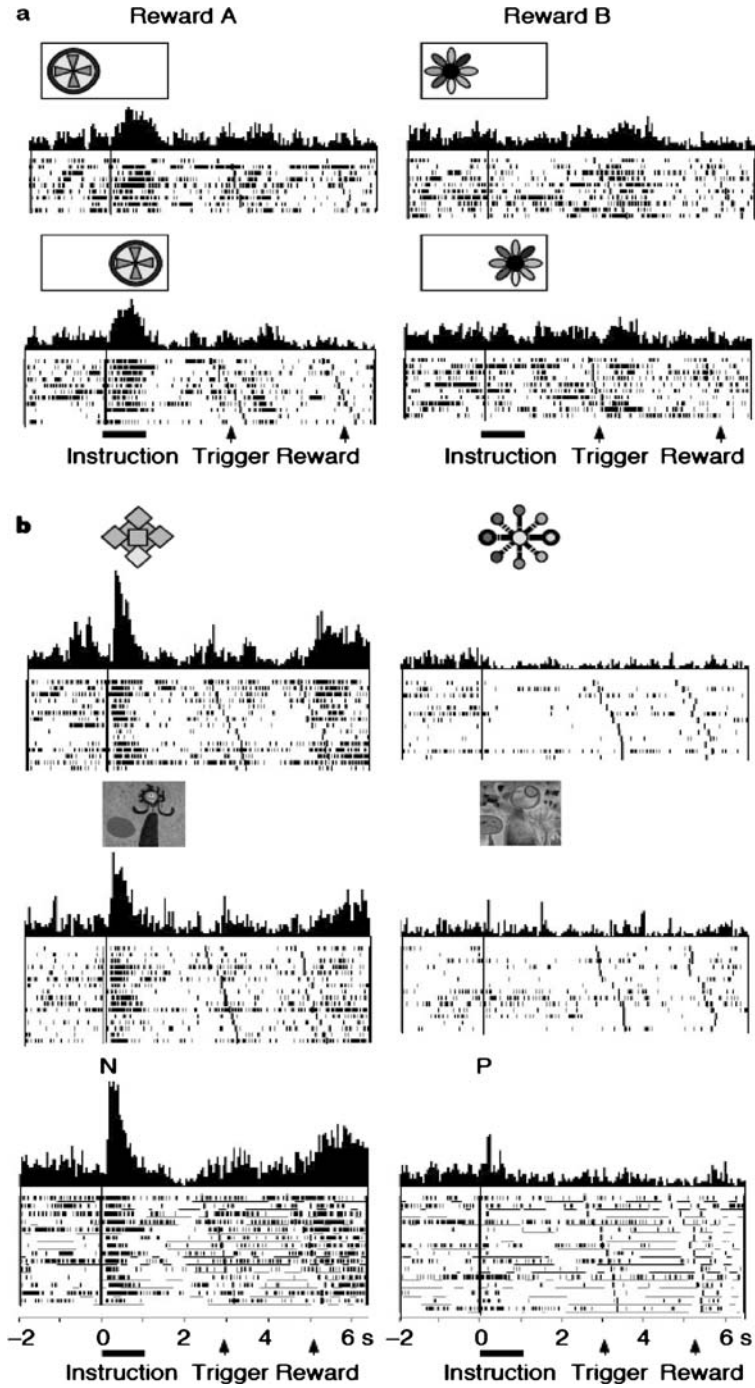 a Reward A Reward B
Instruction Trigger Reward Instruction Trigger Reward
b
N P
−2 0 2 4 6 s −2 0 2 4 6 s
Instruction Trigger Reward Instruction Trigger Reward